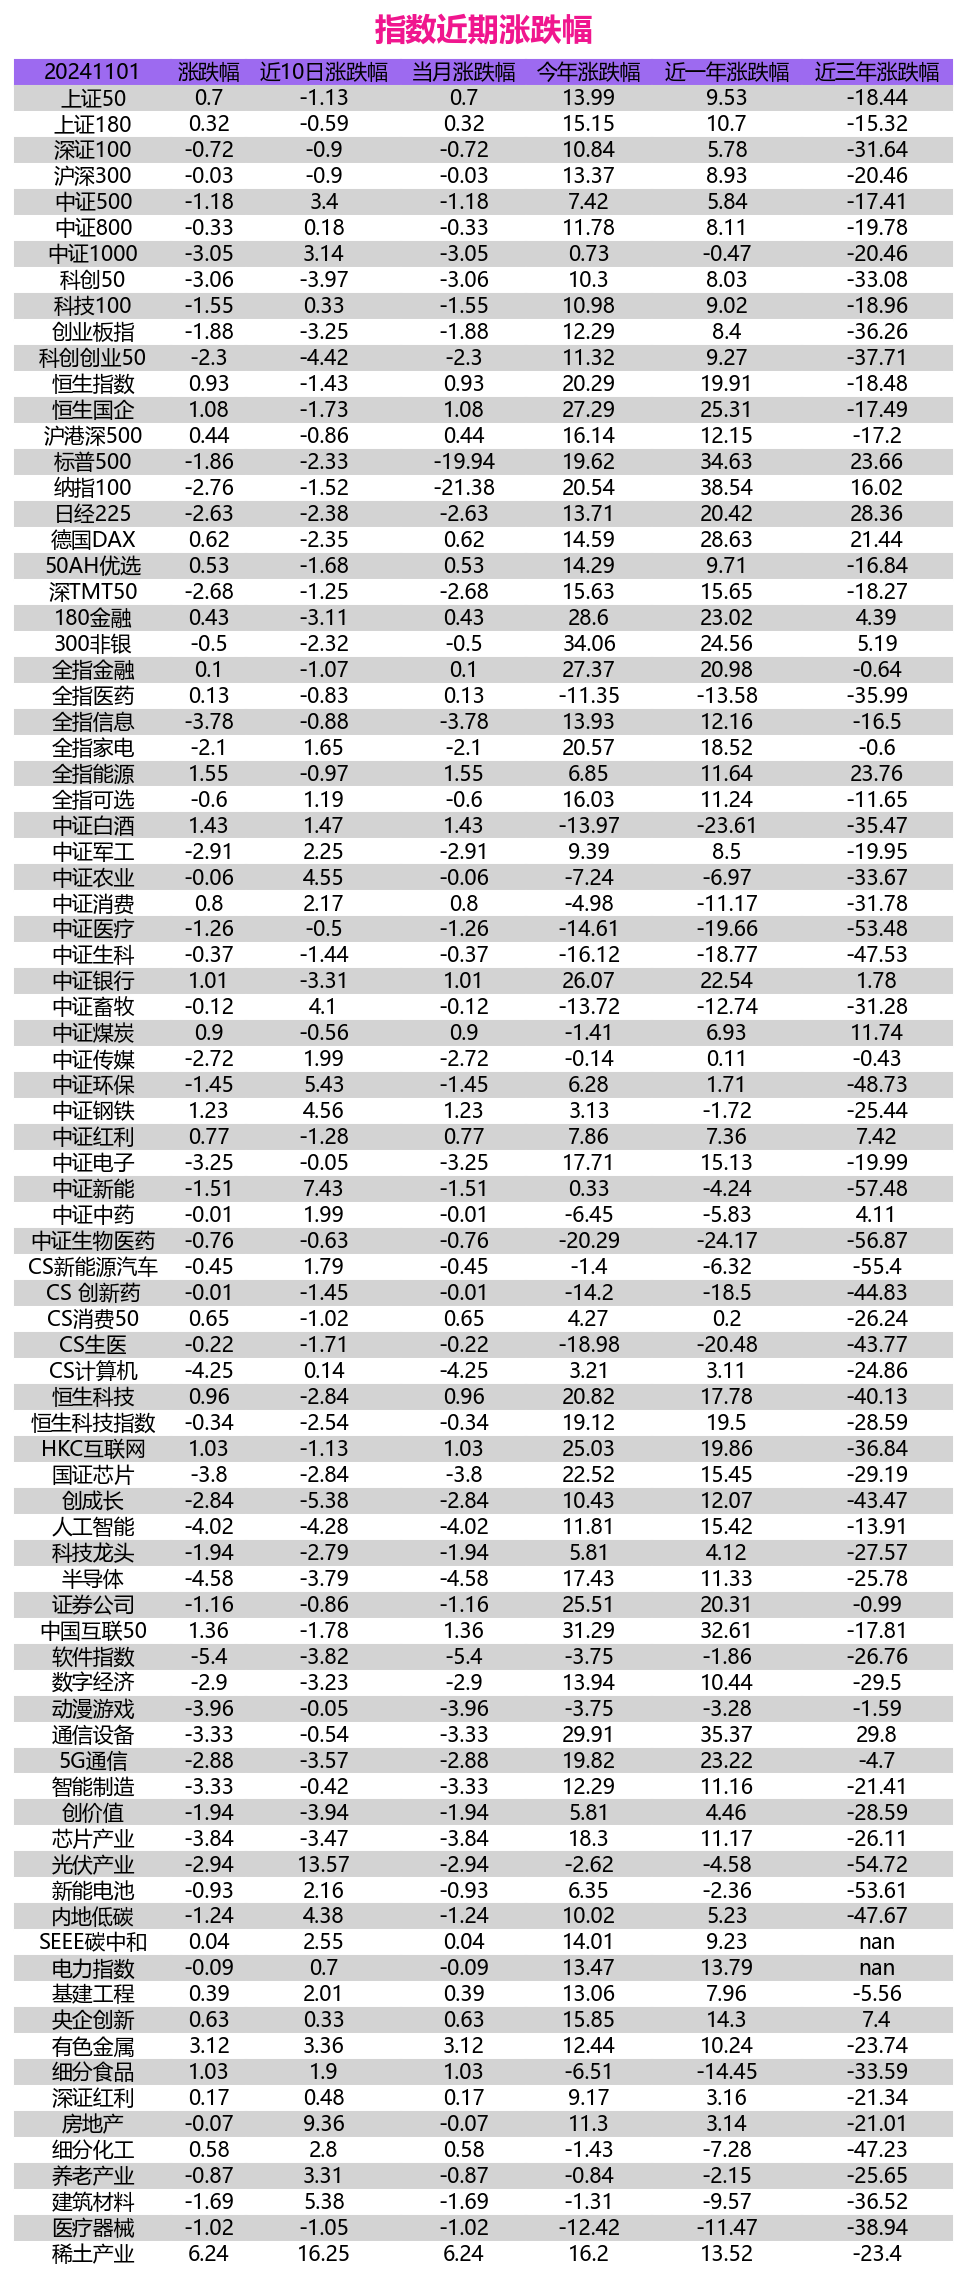 指数近期涨跌幅
20241101 涨跌幅 近10日涨跌幅 当月涨跌幅 今年涨跌幅 近一年涨跌幅 近三年涨跌幅
上证50 0.7 -1.13 0.7 13.99 9.53 -18.44
上证180 0.32 -0.59 0.32 15.15 10.7 -15.32
深证100 -0.72 -0.9 -0.72 10.84 5.78 -31.64
沪深300 -0.03 -0.9 -0.03 13.37 8.93 -20.46
中证500 -1.18 3.4 -1.18 7.42 5.84 -17.41
中证800 -0.33 0.18 -0.33 11.78 8.11 -19.78
中证1000 -3.05 3.14 -3.05 0.73 -0.47 -20.46
科创50 -3.06 -3.97 -3.06 10.3 8.03 -33.08
科技100 -1.55 0.33 -1.55 10.98 9.02 -18.96
创业板指 -1.88 -3.25 -1.88 12.29 8.4 -36.26
科创创业50 -2.3 -4.42 -2.3 11.32 9.27 -37.71
恒生指数 0.93 -1.43 0.93 20.29 19.91 -18.48
恒生国企 1.08 -1.73 1.08 27.29 25.31 -17.49
沪港深500 0.44 -0.86 0.44 16.14 12.15 -17.2
标普500 -1.86 -2.33 -19.94 19.62 34.63 23.66
纳指100 -2.76 -1.52 -21.38 20.54 38.54 16.02
日经225 -2.63 -2.38 -2.63 13.71 20.42 28.36
德国DAX 0.62 -2.35 0.62 14.59 28.63 21.44
50AH优选 0.53 -1.68 0.53 14.29 9.71 -16.84
深TMT50 -2.68 -1.25 -2.68 15.63 15.65 -18.27
180金融 0.43 -3.11 0.43 28.6 23.02 4.39
300非银 -0.5 -2.32 -0.5 34.06 24.56 5.19
全指金融 0.1 -1.07 0.1 27.37 20.98 -0.64
全指医药 0.13 -0.83 0.13 -11.35 -13.58 -35.99
全指信息 -3.78 -0.88 -3.78 13.93 12.16 -16.5
全指家电 -2.1 1.65 -2.1 20.57 18.52 -0.6
全指能源 1.55 -0.97 1.55 6.85 11.64 23.76
全指可选 -0.6 1.19 -0.6 16.03 11.24 -11.65
中证白酒 1.43 1.47 1.43 -13.97 -23.61 -35.47
中证军工 -2.91 2.25 -2.91 9.39 8.5 -19.95
中证农业 -0.06 4.55 -0.06 -7.24 -6.97 -33.67
中证消费 0.8 2.17 0.8 -4.98 -11.17 -31.78
中证医疗 -1.26 -0.5 -1.26 -14.61 -19.66 -53.48
中证生科 -0.37 -1.44 -0.37 -16.12 -18.77 -47.53
中证银行 1.01 -3.31 1.01 26.07 22.54 1.78
中证畜牧 -0.12 4.1 -0.12 -13.72 -12.74 -31.28
中证煤炭 0.9 -0.56 0.9 -1.41 6.93 11.74
中证传媒 -2.72 1.99 -2.72 -0.14 0.11 -0.43
中证环保 -1.45 5.43 -1.45 6.28 1.71 -48.73
中证钢铁 1.23 4.56 1.23 3.13 -1.72 -25.44
中证红利 0.77 -1.28 0.77 7.86 7.36 7.42
中证电子 -3.25 -0.05 -3.25 17.71 15.13 -19.99
中证新能 -1.51 7.43 -1.51 0.33 -4.24 -57.48
中证中药 -0.01 1.99 -0.01 -6.45 -5.83 4.11
中证生物医药 -0.76 -0.63 -0.76 -20.29 -24.17 -56.87
CS新能源汽车 -0.45 1.79 -0.45 -1.4 -6.32 -55.4
CS 创新药 -0.01 -1.45 -0.01 -14.2 -18.5 -44.83
CS消费50 0.65 -1.02 0.65 4.27 0.2 -26.24
CS生医 -0.22 -1.71 -0.22 -18.98 -20.48 -43.77
CS计算机 -4.25 0.14 -4.25 3.21 3.11 -24.86
恒生科技 0.96 -2.84 0.96 20.82 17.78 -40.13
恒生科技指数 -0.34 -2.54 -0.34 19.12 19.5 -28.59
HKC互联网 1.03 -1.13 1.03 25.03 19.86 -36.84
国证芯片 -3.8 -2.84 -3.8 22.52 15.45 -29.19
创成长 -2.84 -5.38 -2.84 10.43 12.07 -43.47
人工智能 -4.02 -4.28 -4.02 11.81 15.42 -13.91
科技龙头 -1.94 -2.79 -1.94 5.81 4.12 -27.57
半导体 -4.58 -3.79 -4.58 17.43 11.33 -25.78
证券公司 -1.16 -0.86 -1.16 25.51 20.31 -0.99
中国互联50 1.36 -1.78 1.36 31.29 32.61 -17.81
软件指数 -5.4 -3.82 -5.4 -3.75 -1.86 -26.76
数字经济 -2.9 -3.23 -2.9 13.94 10.44 -29.5
动漫游戏 -3.96 -0.05 -3.96 -3.75 -3.28 -1.59
通信设备 -3.33 -0.54 -3.33 29.91 35.37 29.8
5G通信 -2.88 -3.57 -2.88 19.82 23.22 -4.7
智能制造 -3.33 -0.42 -3.33 12.29 11.16 -21.41
创价值 -1.94 -3.94 -1.94 5.81 4.46 -28.59
芯片产业 -3.84 -3.47 -3.84 18.3 11.17 -26.11
光伏产业 -2.94 13.57 -2.94 -2.62 -4.58 -54.72
新能电池 -0.93 2.16 -0.93 6.35 -2.36 -53.61
内地低碳 -1.24 4.38 -1.24 10.02 5.23 -47.67
SEEE碳中和 0.04 2.55 0.04 14.01 9.23 nan
电力指数 -0.09 0.7 -0.09 13.47 13.79 nan
基建工程 0.39 2.01 0.39 13.06 7.96 -5.56
央企创新 0.63 0.33 0.63 15.85 14.3 7.4
有色金属 3.12 3.36 3.12 12.44 10.24 -23.74
细分食品 1.03 1.9 1.03 -6.51 -14.45 -33.59
深证红利 0.17 0.48 0.17 9.17 3.16 -21.34
房地产 -0.07 9.36 -0.07 11.3 3.14 -21.01
细分化工 0.58 2.8 0.58 -1.43 -7.28 -47.23
养老产业 -0.87 3.31 -0.87 -0.84 -2.15 -25.65
建筑材料 -1.69 5.38 -1.69 -1.31 -9.57 -36.52
医疗器械 -1.02 -1.05 -1.02 -12.42 -11.47 -38.94
稀土产业 6.24 16.25 6.24 16.2 13.52 -23.4